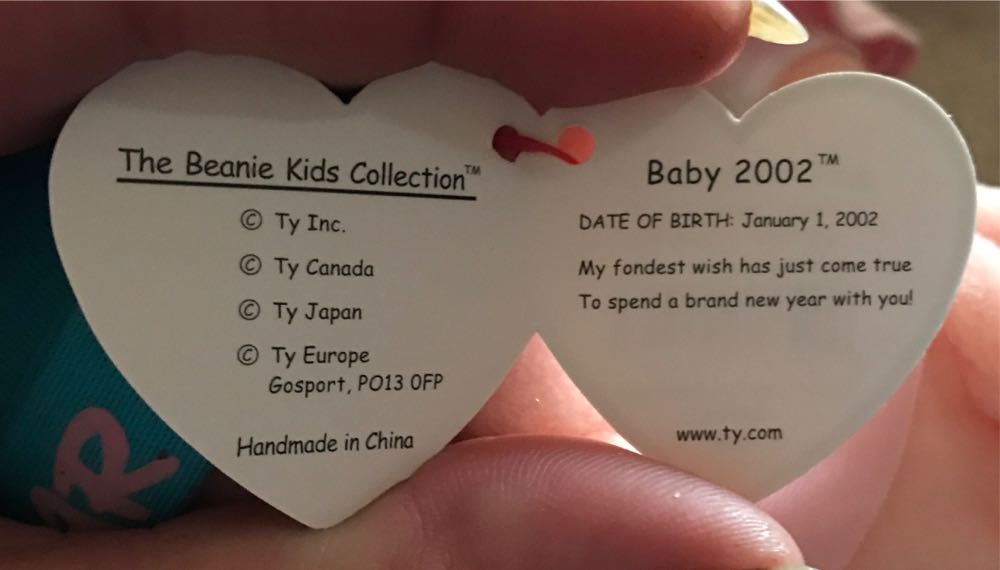 The Beanie Kids Collection™
© Ty Inc.
© Ty Canada
© Ty Japan
© Ty Europe
Gosport, PO13 0FP
Handmade in China
Baby 2002™
DATE OF BIRTH: January 1, 2002
My fondest wish has just come true
To spend a brand new year with you!
www.ty.com